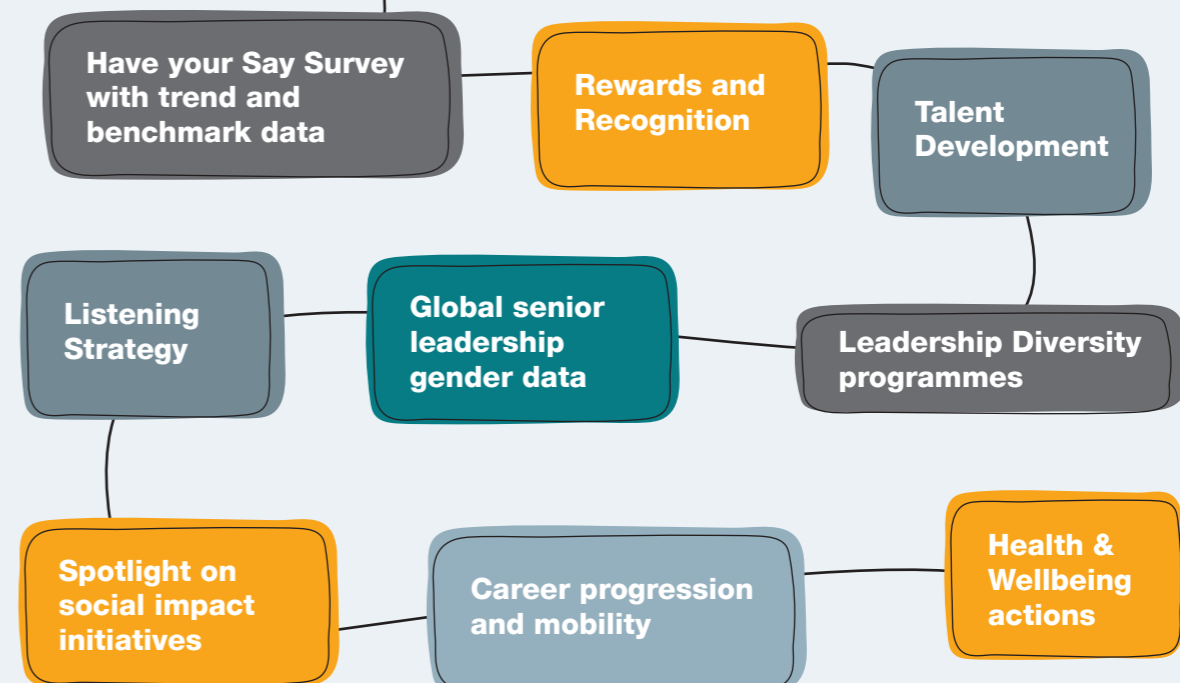 Have your Say Survey
with trend and
benchmark data
Rewards and
Recognition
Talent
Development
Leadership Diversity
programmes
Global senior
leadership
gender data
Listening
Strategy
Spotlight on
social impact
initiatives
Career progression
and mobility
Health &
Wellbeing
actions